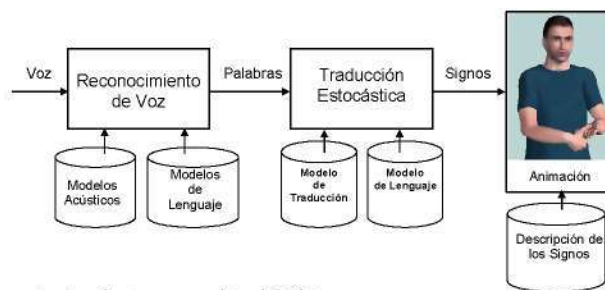 Voz
Reconocimiento
de Voz
Palabras
Traducción
Estocástica
Signos
Animación
Modelos
Acústicos
Modelos
de
Lenguaje
Modelo
de
Traducción
Modelo
de Lenguaje
Descripción de
los Signos